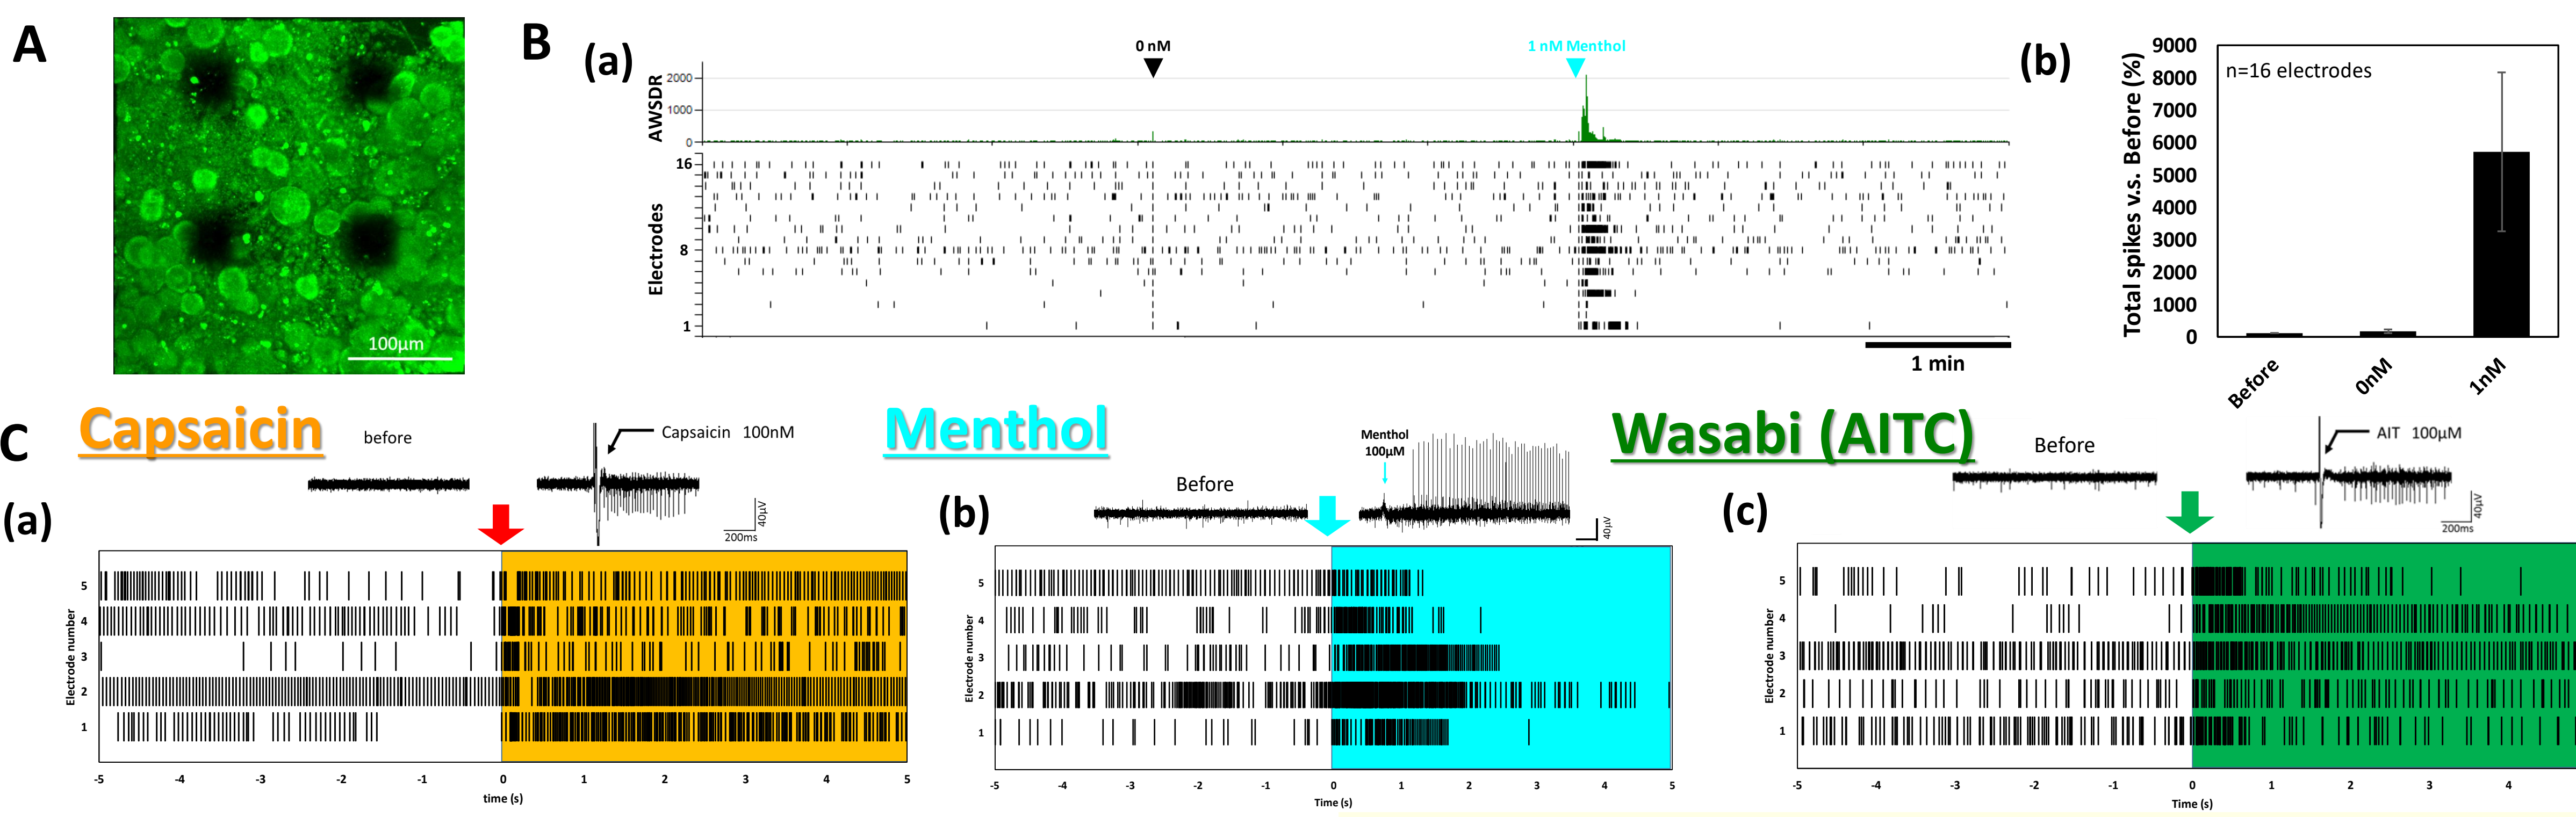 A
100μm
B
(a)
0 nM
1 nM Menthol
AWSDR
2000
1000
0
Electrodes
16
8
1
1 min
(b)
Total spikes v.s. Before (%)
9000
8000
7000
6000
5000
4000
3000
2000
1000
0
n=16 electrodes
Before
0nM
1nM
C
Capsaicin
before
Capsaicin 100nM
40μV
200ms
(a)
Electrode number
5
4
3
2
1
-5 -4 -3 -2 -1 0 1 2 3 4 5
time (s)
Menthol
Before
Menthol
100μM
40μV
(b)
Electrode number
5
4
3
2
1
-5 -4 -3 -2 -1 0 1 2 3 4 5
Time (s)
Wasabi (AITC)
Before
AIT 100μM
40μV
200ms
(c)
Electrode number
5
4
3
2
1
-5 -4 -3 -2 -1 0 1 2 3 4
Time (s)